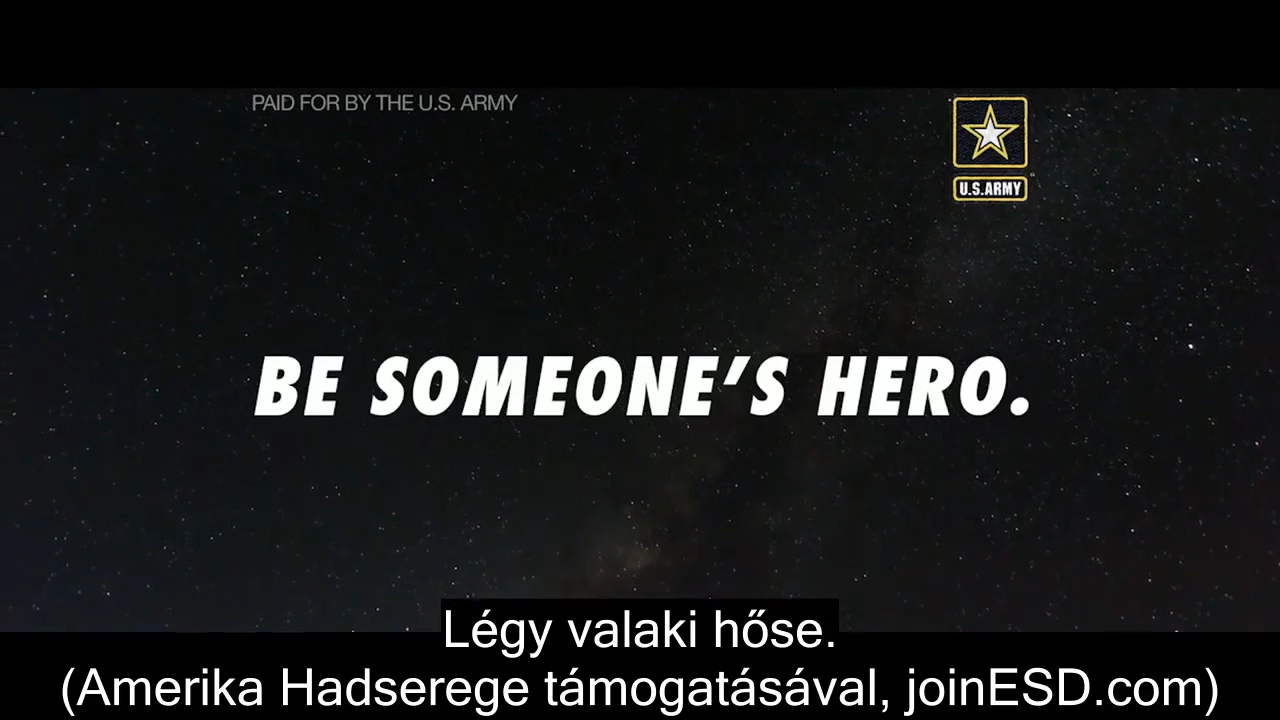 PAID FOR BY THE U.S. ARMY
U.S.ARMY
BE SOMEONE'S HERO.
Légy valaki hőse.
(Amerika Hadserege támogatásával, joinESD.com)